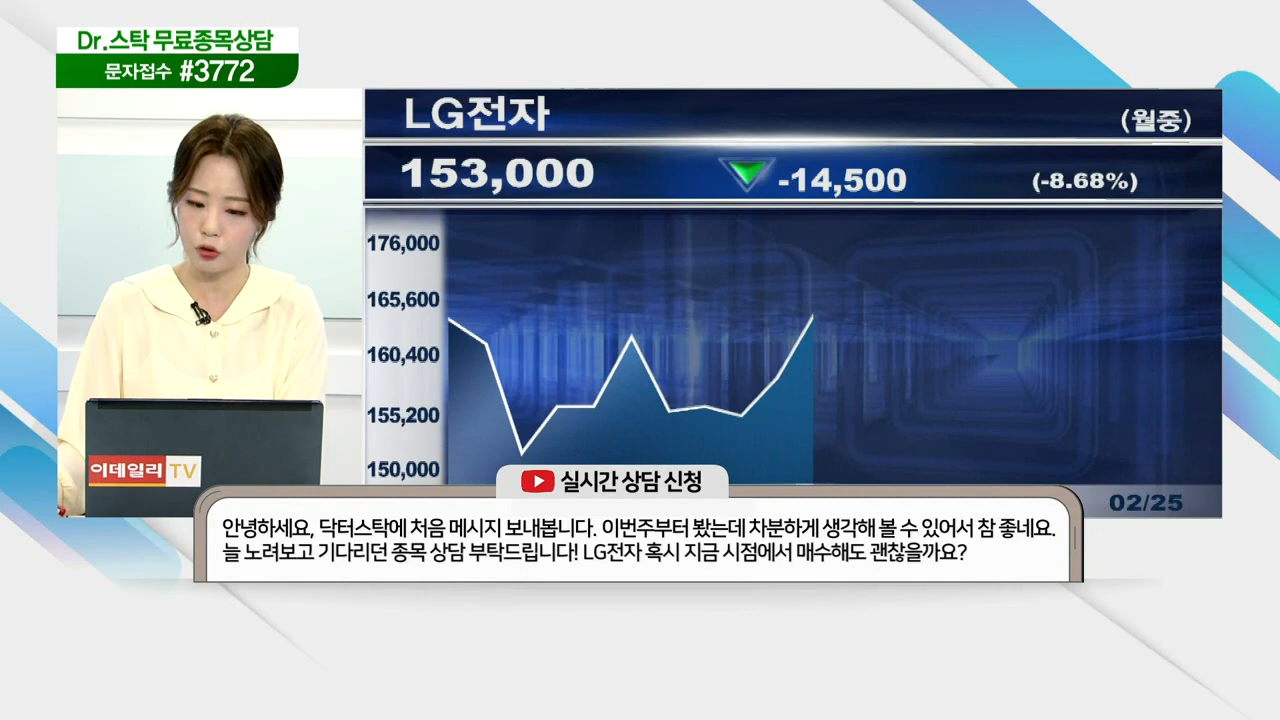 Dr.스탁 무료종목상담
문자접수 #3772
LG전자 (월중)
153,000 -14,500 (-8.68%)
176,000
165,600
160,400
155,200
150,000
02/25
이데일리TV
실시간 상담 신청
안녕하세요, 닥터스탁에 처음 메시지 보내봅니다. 이번주부터 봤는데 차분하게 생각해 볼 수 있어서 참 좋네요.
늘 노려보고 기다리던 종목 상담 부탁드립니다! LG전자 혹시 지금 시점에서 매수해도 괜찮을까요?